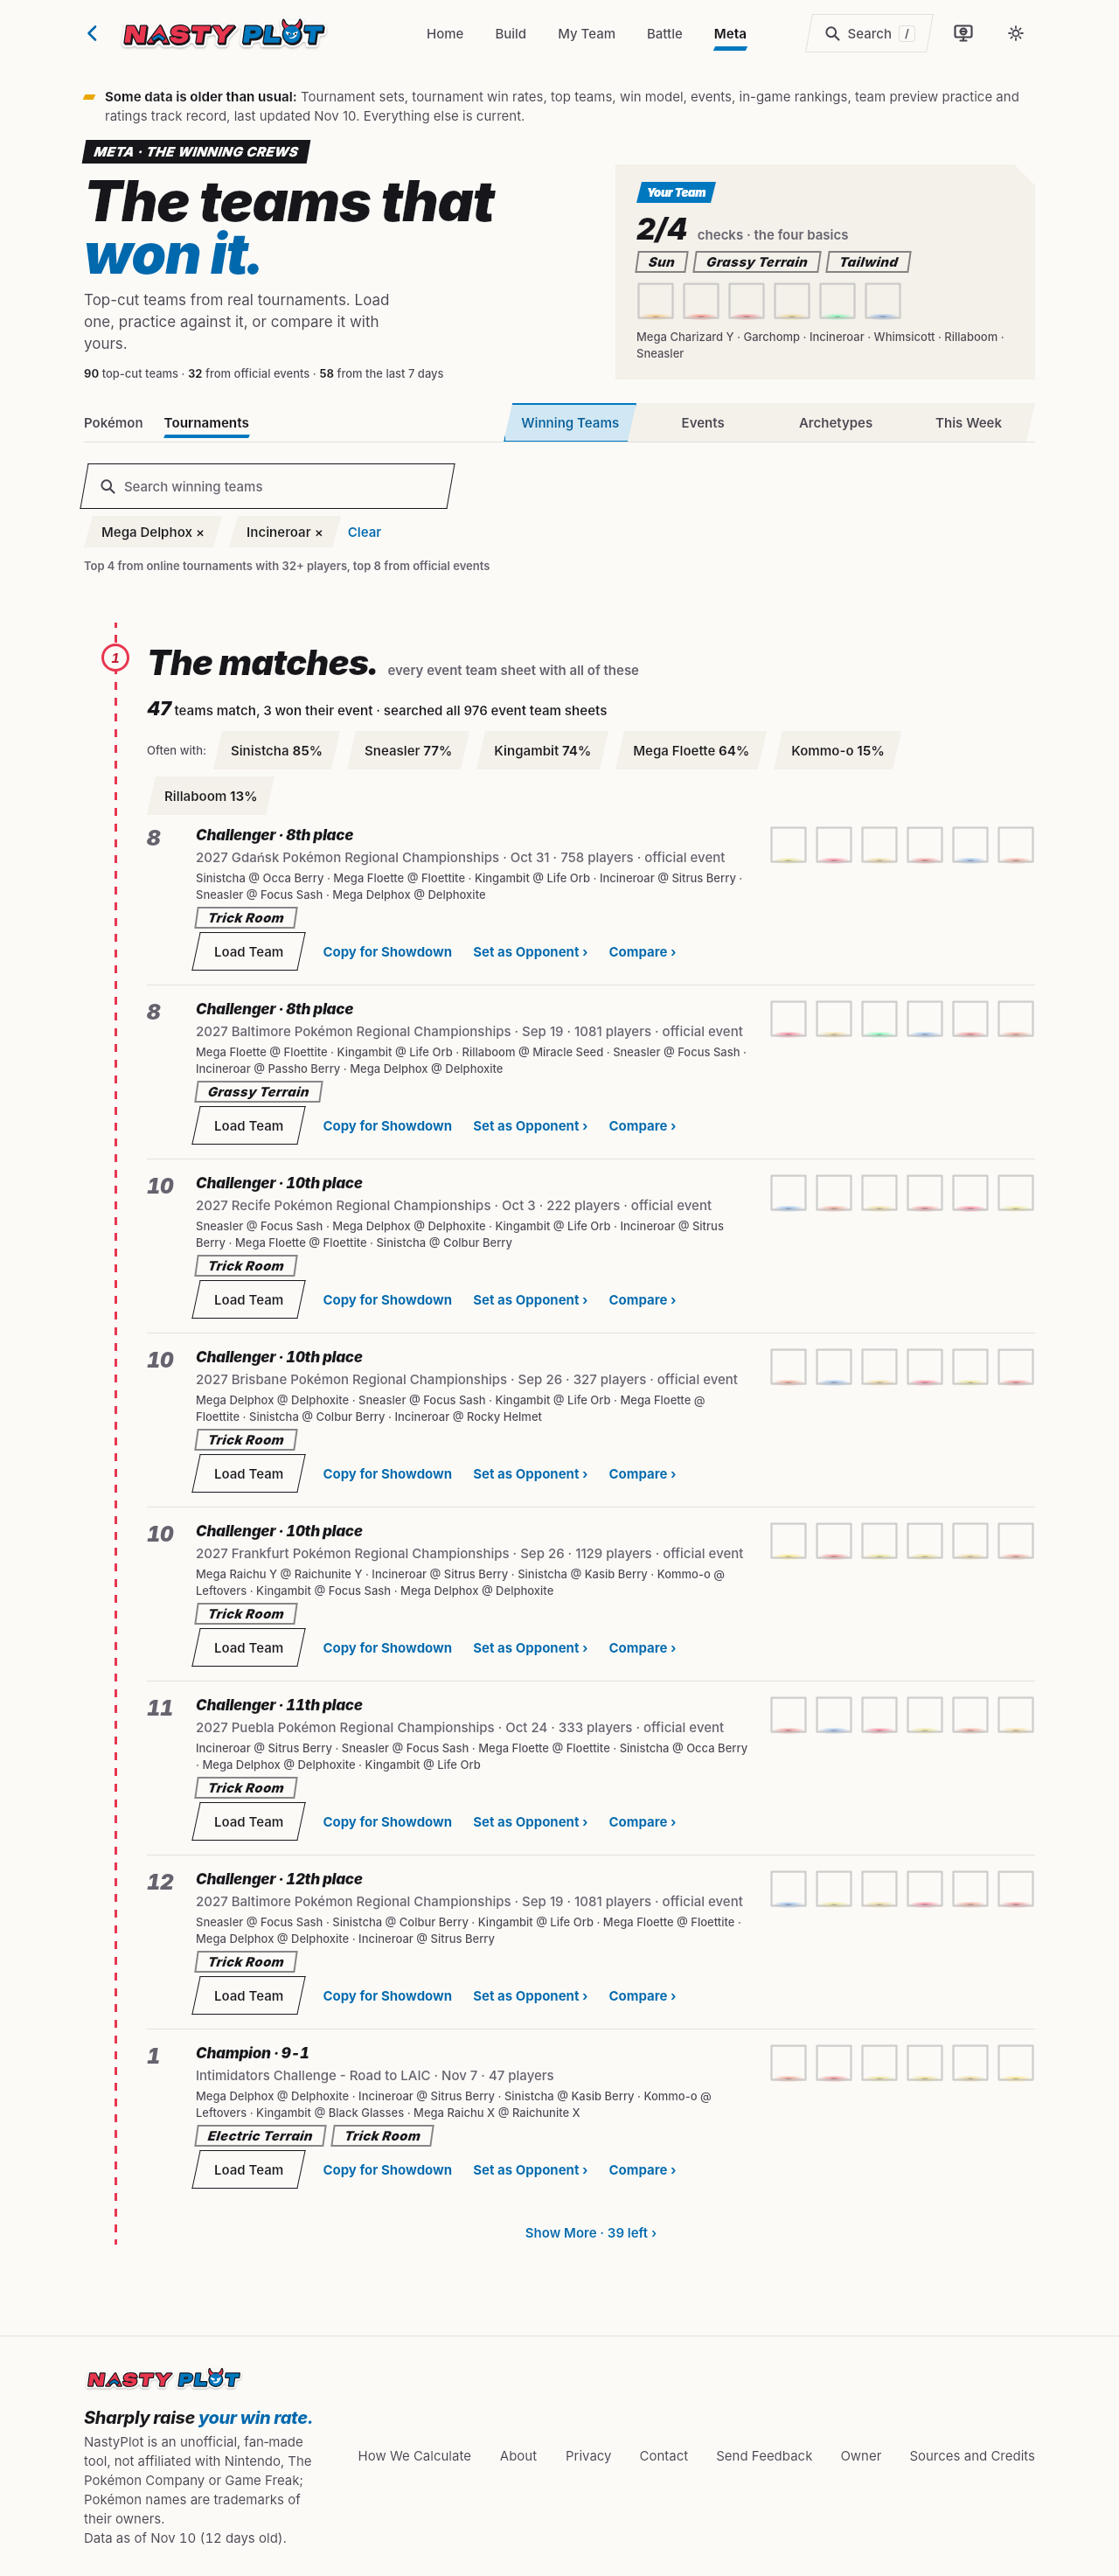 NASTY PLOT
Home
Build
My Team
Battle
Meta
Search /
Some data is older than usual: Tournament sets, tournament win rates, top teams, win model, events, in-game rankings, team preview practice and
ratings track record, last updated Nov 10. Everything else is current.
META · THE WINNING CREWS
The teams that
won it.
Top-cut teams from real tournaments. Load
one, practice against it, or compare it with
yours.
90 top-cut teams · 32 from official events · 58 from the last 7 days
Your Team
2/4 checks · the four basics
Sun
Grassy Terrain
Tailwind
Mega Charizard Y · Garchomp · Incineroar · Whimsicott · Rillaboom ·
Sneasler
Pokémon
Tournaments
Winning Teams
Events
Archetypes
This Week
Search winning teams
Mega Delphox ×
Incineroar ×
Clear
Top 4 from online tournaments with 32+ players, top 8 from official events
1
The matches. every event team sheet with all of these
47 teams match, 3 won their event · searched all 976 event team sheets
Often with:
Sinistcha 85%
Sneasler 77%
Kingambit 74%
Mega Floette 64%
Kommo-o 15%
Rillaboom 13%
8
Challenger · 8th place
2027 Gdańsk Pokémon Regional Championships · Oct 31 · 758 players · official event
Sinistcha @ Occa Berry · Mega Floette @ Floettite · Kingambit @ Life Orb · Incineroar @ Sitrus Berry ·
Sneasler @ Focus Sash · Mega Delphox @ Delphoxite
Trick Room
Load Team
Copy for Showdown
Set as Opponent ›
Compare ›
8
Challenger · 8th place
2027 Baltimore Pokémon Regional Championships · Sep 19 · 1081 players · official event
Mega Floette @ Floettite · Kingambit @ Life Orb · Rillaboom @ Miracle Seed · Sneasler @ Focus Sash ·
Incineroar @ Passho Berry · Mega Delphox @ Delphoxite
Grassy Terrain
Load Team
Copy for Showdown
Set as Opponent ›
Compare ›
10
Challenger · 10th place
2027 Recife Pokémon Regional Championships · Oct 3 · 222 players · official event
Sneasler @ Focus Sash · Mega Delphox @ Delphoxite · Kingambit @ Life Orb · Incineroar @ Sitrus
Berry · Mega Floette @ Floettite · Sinistcha @ Colbur Berry
Trick Room
Load Team
Copy for Showdown
Set as Opponent ›
Compare ›
10
Challenger · 10th place
2027 Brisbane Pokémon Regional Championships · Sep 26 · 327 players · official event
Mega Delphox @ Delphoxite · Sneasler @ Focus Sash · Kingambit @ Life Orb · Mega Floette @
Floettite · Sinistcha @ Colbur Berry · Incineroar @ Rocky Helmet
Trick Room
Load Team
Copy for Showdown
Set as Opponent ›
Compare ›
10
Challenger · 10th place
2027 Frankfurt Pokémon Regional Championships · Sep 26 · 1129 players · official event
Mega Raichu Y @ Raichunite Y · Incineroar @ Sitrus Berry · Sinistcha @ Kasib Berry · Kommo-o @
Leftovers · Kingambit @ Focus Sash · Mega Delphox @ Delphoxite
Trick Room
Load Team
Copy for Showdown
Set as Opponent ›
Compare ›
11
Challenger · 11th place
2027 Puebla Pokémon Regional Championships · Oct 24 · 333 players · official event
Incineroar @ Sitrus Berry · Sneasler @ Focus Sash · Mega Floette @ Floettite · Sinistcha @ Occa Berry
· Mega Delphox @ Delphoxite · Kingambit @ Life Orb
Trick Room
Load Team
Copy for Showdown
Set as Opponent ›
Compare ›
12
Challenger · 12th place
2027 Baltimore Pokémon Regional Championships · Sep 19 · 1081 players · official event
Sneasler @ Focus Sash · Sinistcha @ Colbur Berry · Kingambit @ Life Orb · Mega Floette @ Floettite ·
Mega Delphox @ Delphoxite · Incineroar @ Sitrus Berry
Trick Room
Load Team
Copy for Showdown
Set as Opponent ›
Compare ›
1
Champion · 9-1
Intimidators Challenge - Road to LAIC · Nov 7 · 47 players
Mega Delphox @ Delphoxite · Incineroar @ Sitrus Berry · Sinistcha @ Kasib Berry · Kommo-o @
Leftovers · Kingambit @ Black Glasses · Mega Raichu X @ Raichunite X
Electric Terrain
Trick Room
Load Team
Copy for Showdown
Set as Opponent ›
Compare ›
Show More · 39 left ›
NASTY PLOT
Sharply raise your win rate.
NastyPlot is an unofficial, fan-made
tool, not affiliated with Nintendo, The
Pokémon Company or Game Freak;
Pokémon names are trademarks of
their owners.
Data as of Nov 10 (12 days old).
How We Calculate
About
Privacy
Contact
Send Feedback
Owner
Sources and Credits